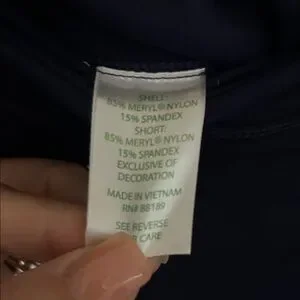 SHELL:
85% MERYL® NYLON
15% SPANDEX
SHORT:
85% MERYL® NYLON
15% SPANDEX
EXCLUSIVE OF
DECORATION
MADE IN VIETNAM
RN# 88189
SEE REVERSE
FOR CARE